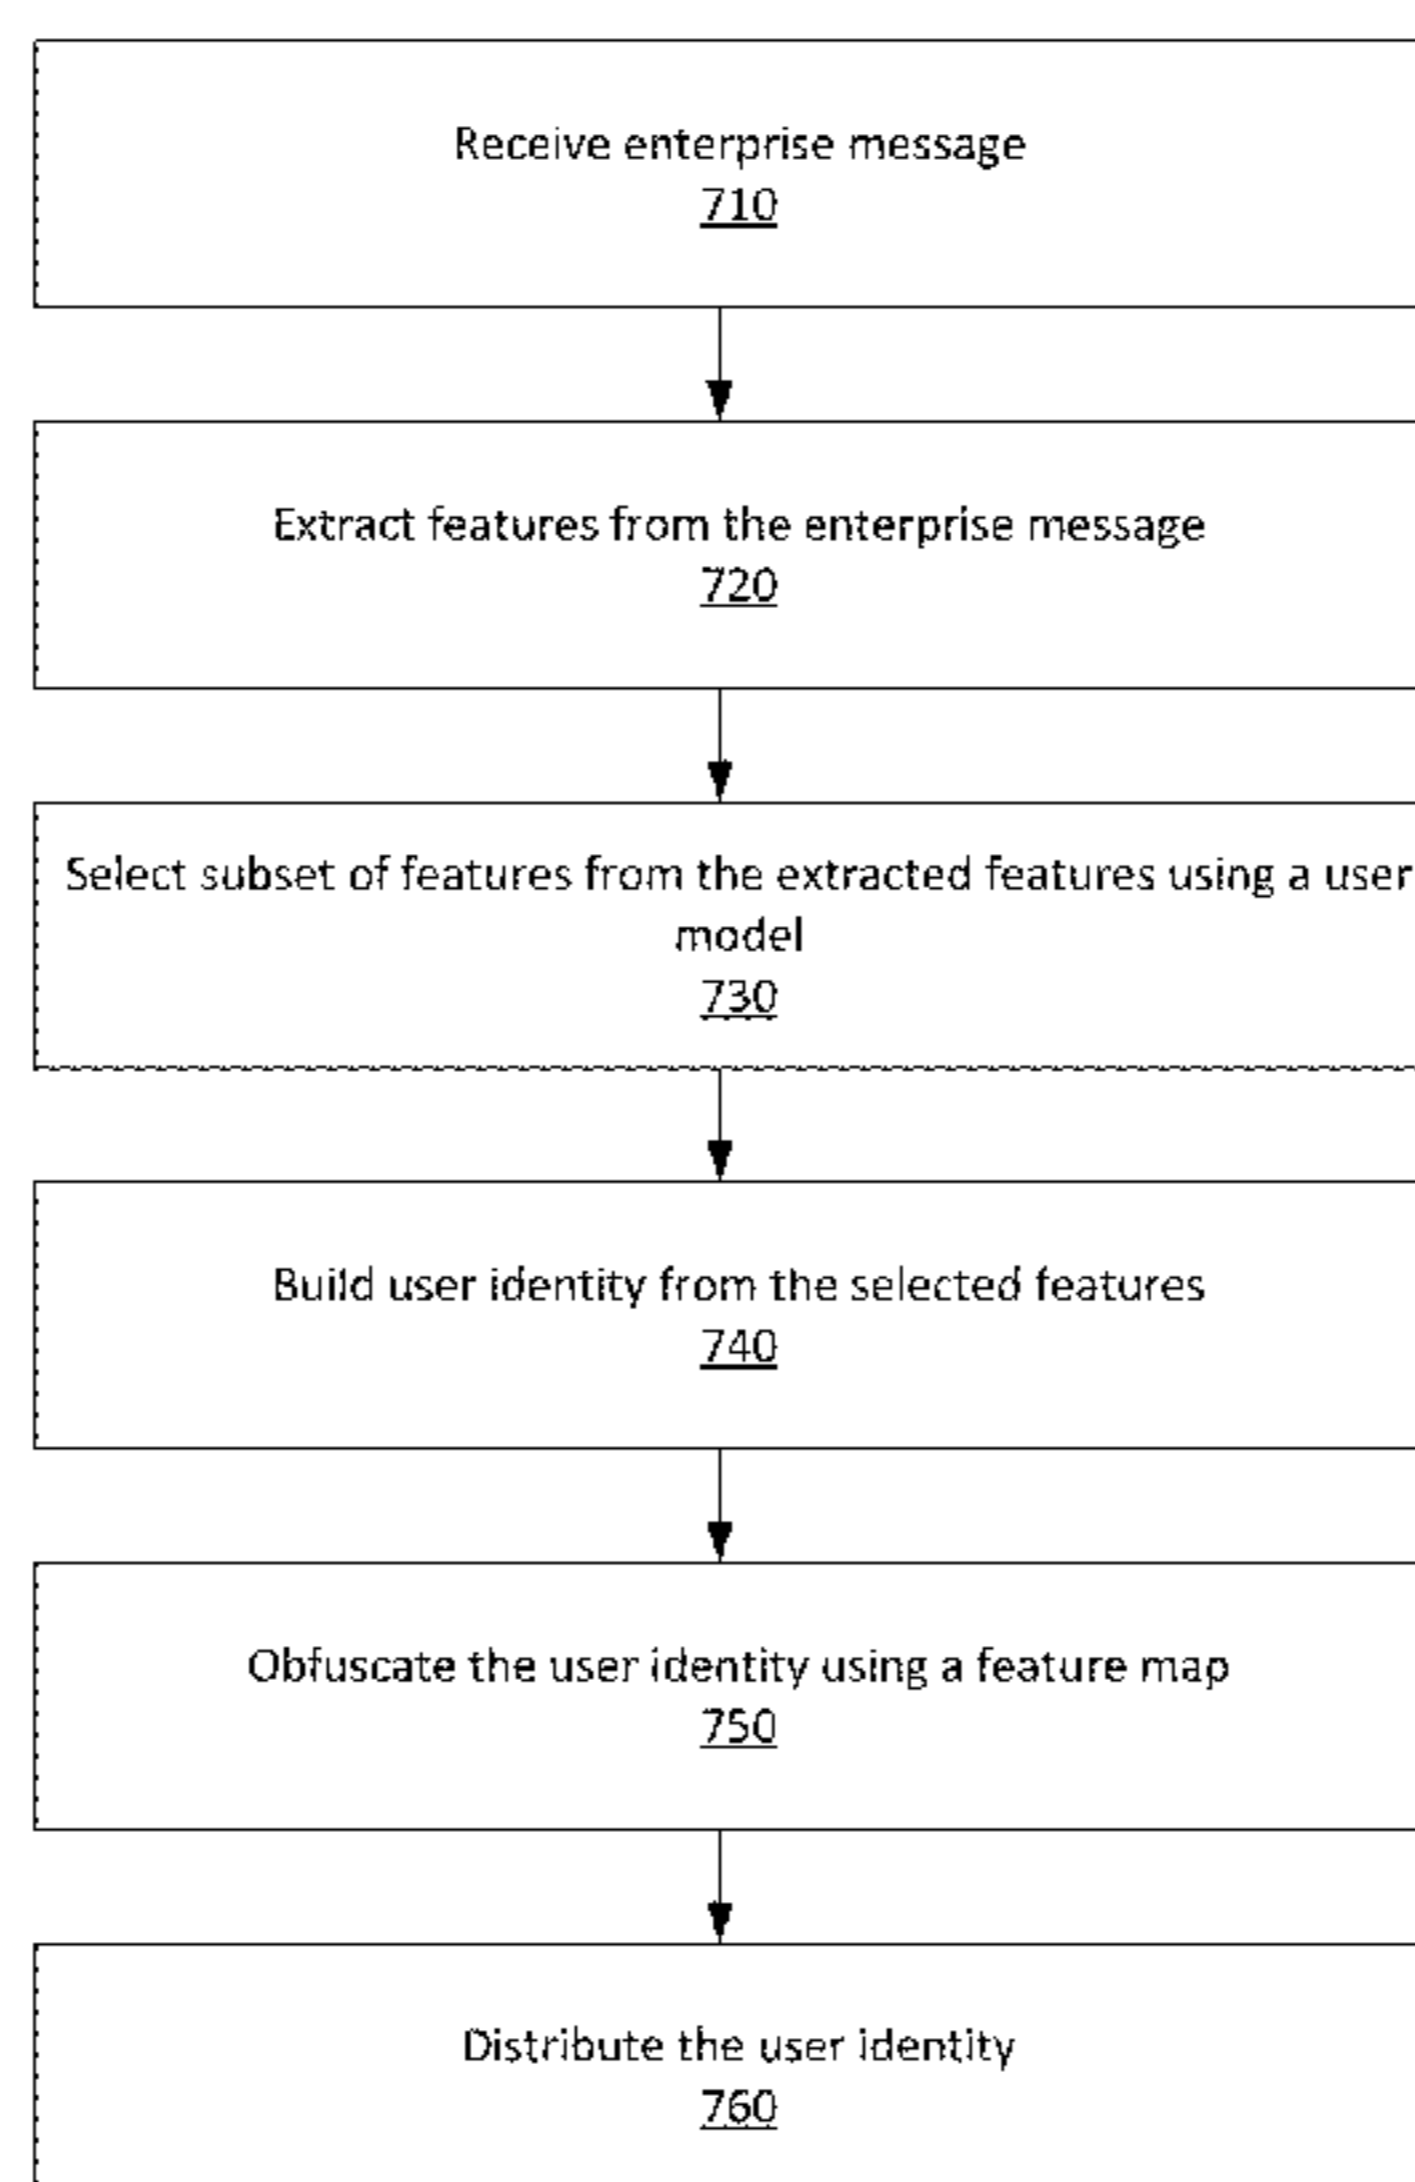 Receive enterprise message
710
Extract features from the enterprise message
720
Select subset of features from the extracted features using a user
model
730
Build user identity from the selected features
740
Obfuscate the user identity using a feature map
750
Distribute the user identity
760